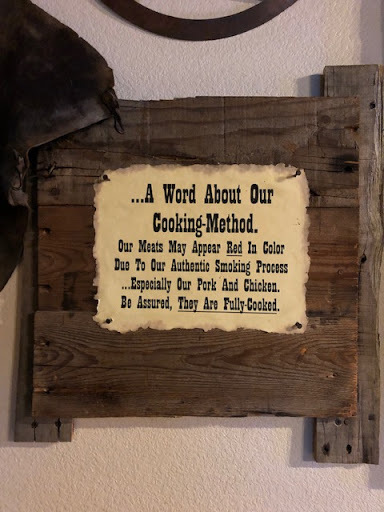 ...A Word About Our
Cooking-Method.
Our Meats May Appear Red In Color
Due To Our Authentic Smoking Process
...Especially Our Pork And Chicken.
Be Assured, They Are Fully-Cooked.